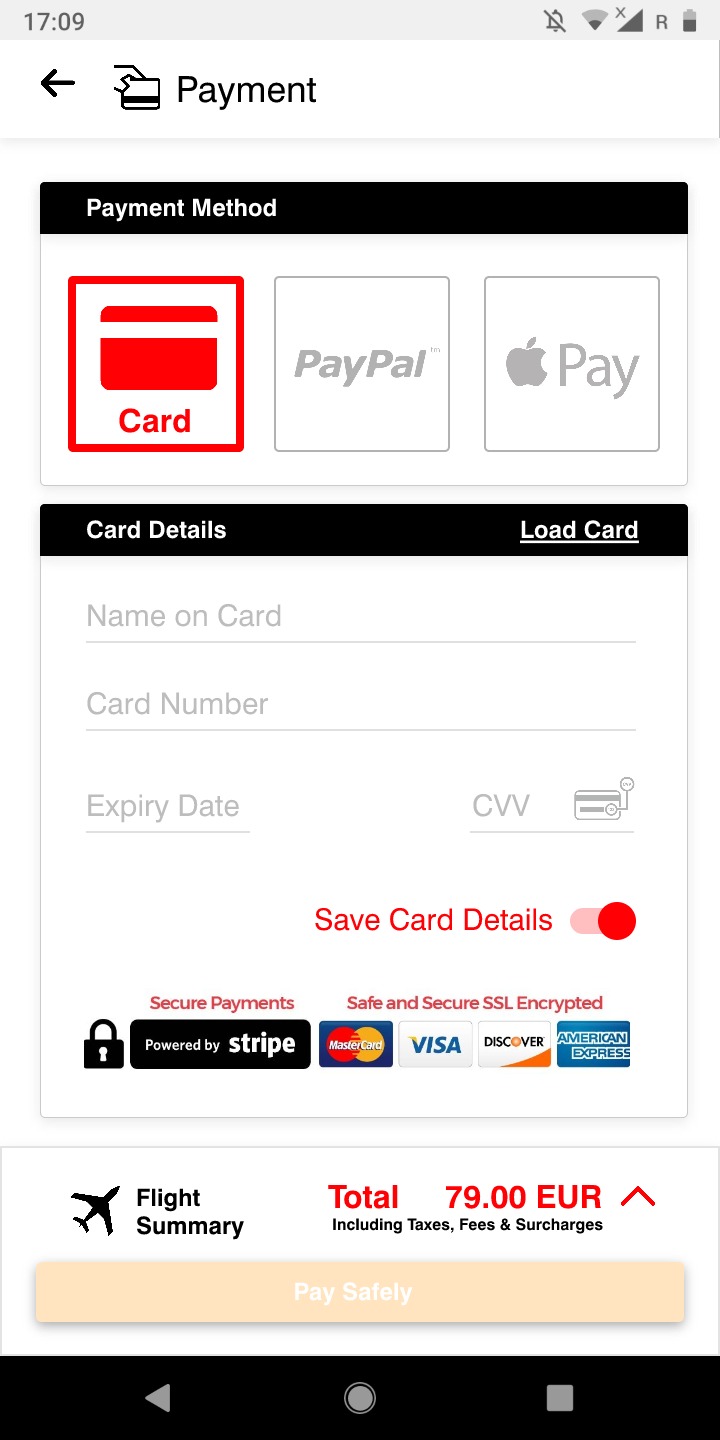 17:09
R
Payment
Payment Method
Card
PayPal™
Pay
Card Details
Load Card
Name on Card
Card Number
Expiry Date
CVV
Save Card Details
Secure Payments
Safe and Secure SSL Encrypted
Powered by stripe
MasterCard
VISA
DISCOVER
AMERICAN EXPRESS
Flight Summary
Total 79.00 EUR
Including Taxes, Fees & Surcharges
Pay Safely